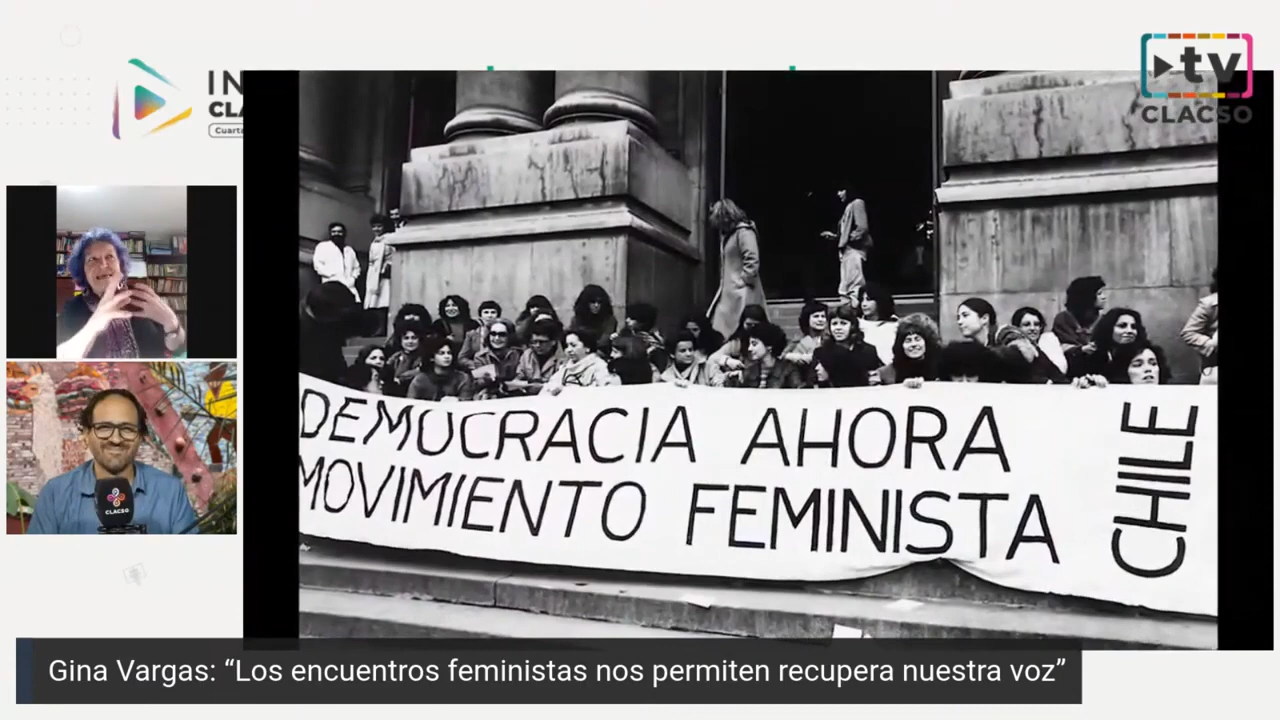 tv
CLACSO
CLACSO
DEMOCRACIA AHORA
MOVIMIENTO FEMINISTA
CHILE
Gina Vargas: “Los encuentros feministas nos permiten recupera nuestra voz”